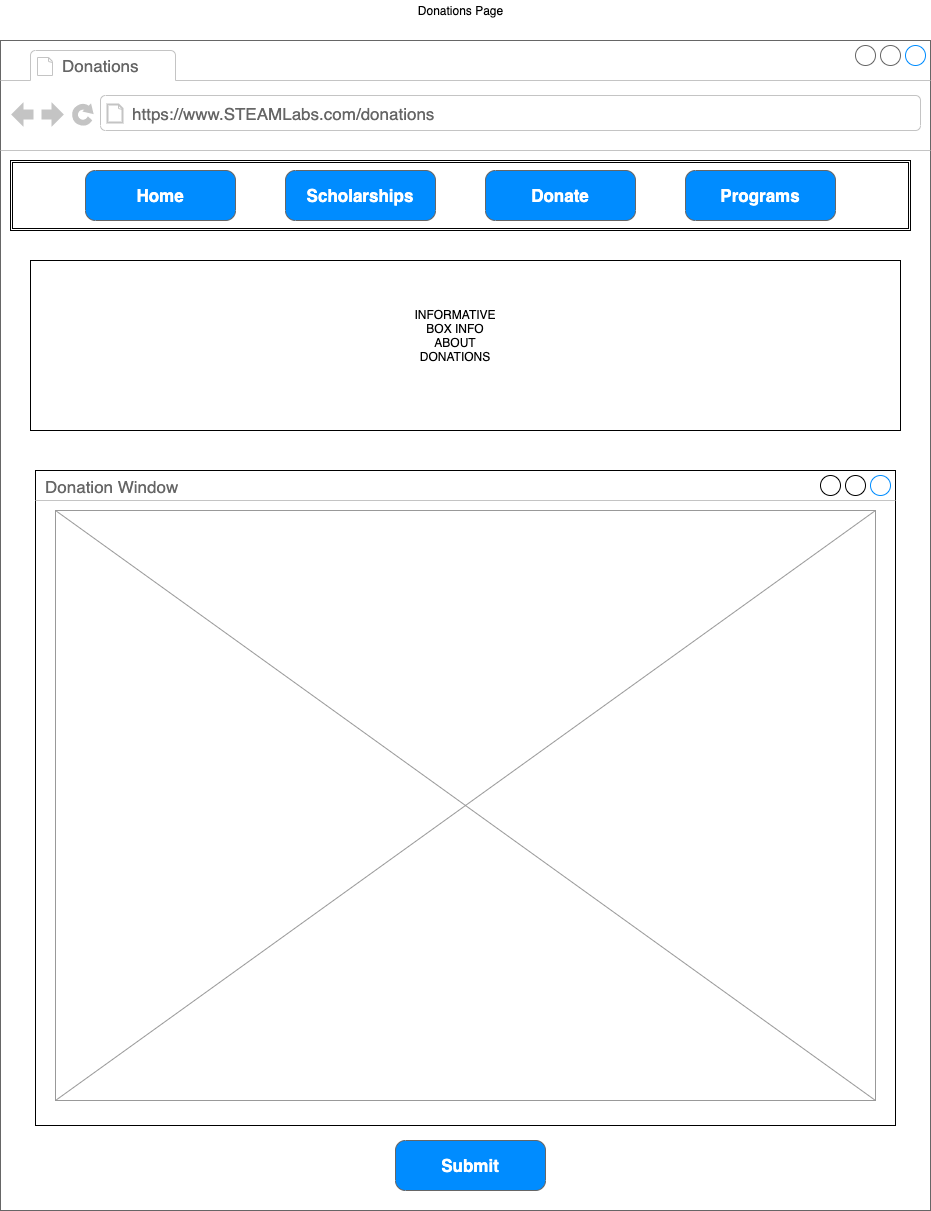 Donations Page
Donations
https://www.STEAMLabs.com/donations
Home
Scholarships
Donate
Programs
INFORMATIVE
BOX INFO
ABOUT
DONATIONS
Donation Window
Submit